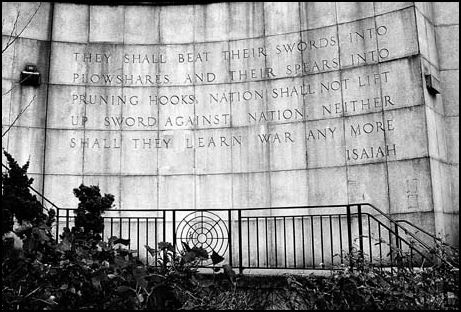 THEY SHALL BEAT THEIR SWORDS INTO
PLOWSHARES. AND THEIR SPEARS INTO
PRUNING HOOKS. NATION SHALL NOT LIFT
UP SWORD AGAINST NATION. NEITHER
SHALL THEY LEARN WAR ANY MORE
ISAIAH